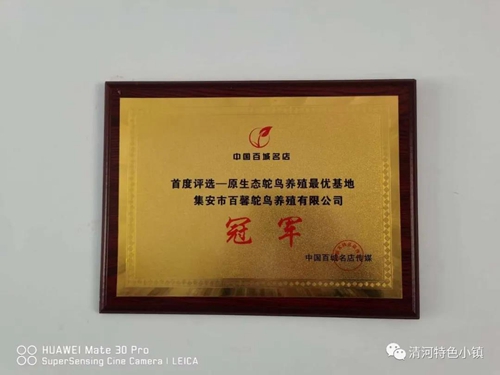 中国百城名店
首度评选—原生态鸵鸟养殖最优基地
集安市百馨鸵鸟养殖有限公司
冠军
中国百城名店传媒
HUAWEI Mate 30 Pro
SuperSensing Cine Camera | LEICA
清河特色小镇